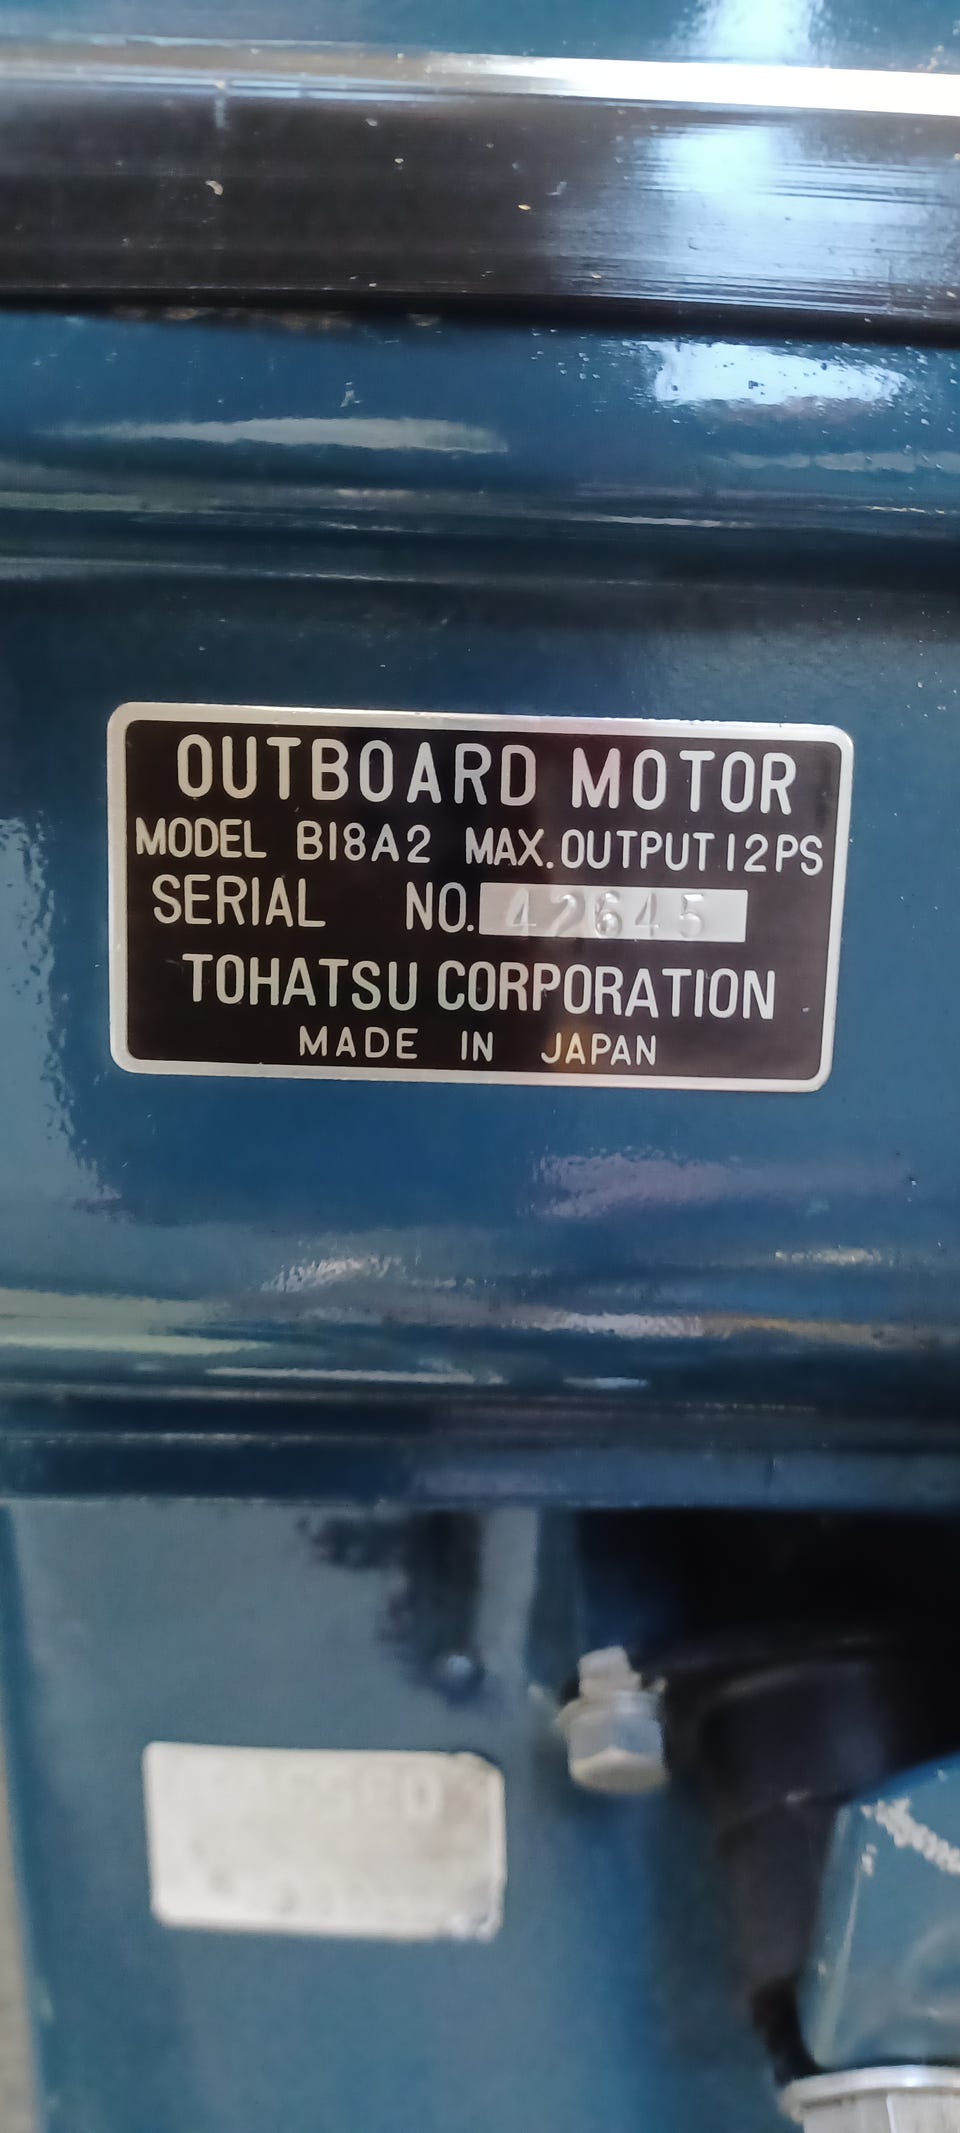 OUTBOARD MOTOR
MODEL B18A2 MAX.OUTPUT 12PS
SERIAL NO. 42645
TOHATSU CORPORATION
MADE IN JAPAN